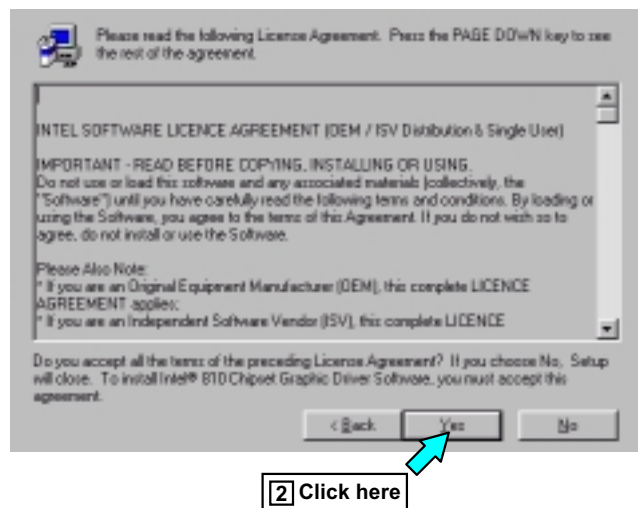 Please read the following License Agreement. Press the PAGE DOWN key to see
the rest of the agreement.
INTEL SOFTWARE LICENCE AGREEMENT (OEM / ISV Distribution & Single User)
IMPORTANT - READ BEFORE COPYING, INSTALLING OR USING.
Do not use or load this software and any associated materials (collectively, the
"Software") until you have carefully read the following terms and conditions. By loading or
using the Software, you agree to the terms of this Agreement. If you do not wish to so
agree, do not install or use the Software.
Please Also Note:
* If you are an Original Equipment Manufacturer (OEM), this complete LICENCE
AGREEMENT applies;
* If you are an Independent Software Vendor (ISV), this complete LICENCE
Do you accept all the terms of the preceding License Agreement? If you choose No, Setup
will close. To install Intel® 810 Chipset Graphic Driver Software, you must accept this
agreement.
< Back
Yes
No
2 Click here